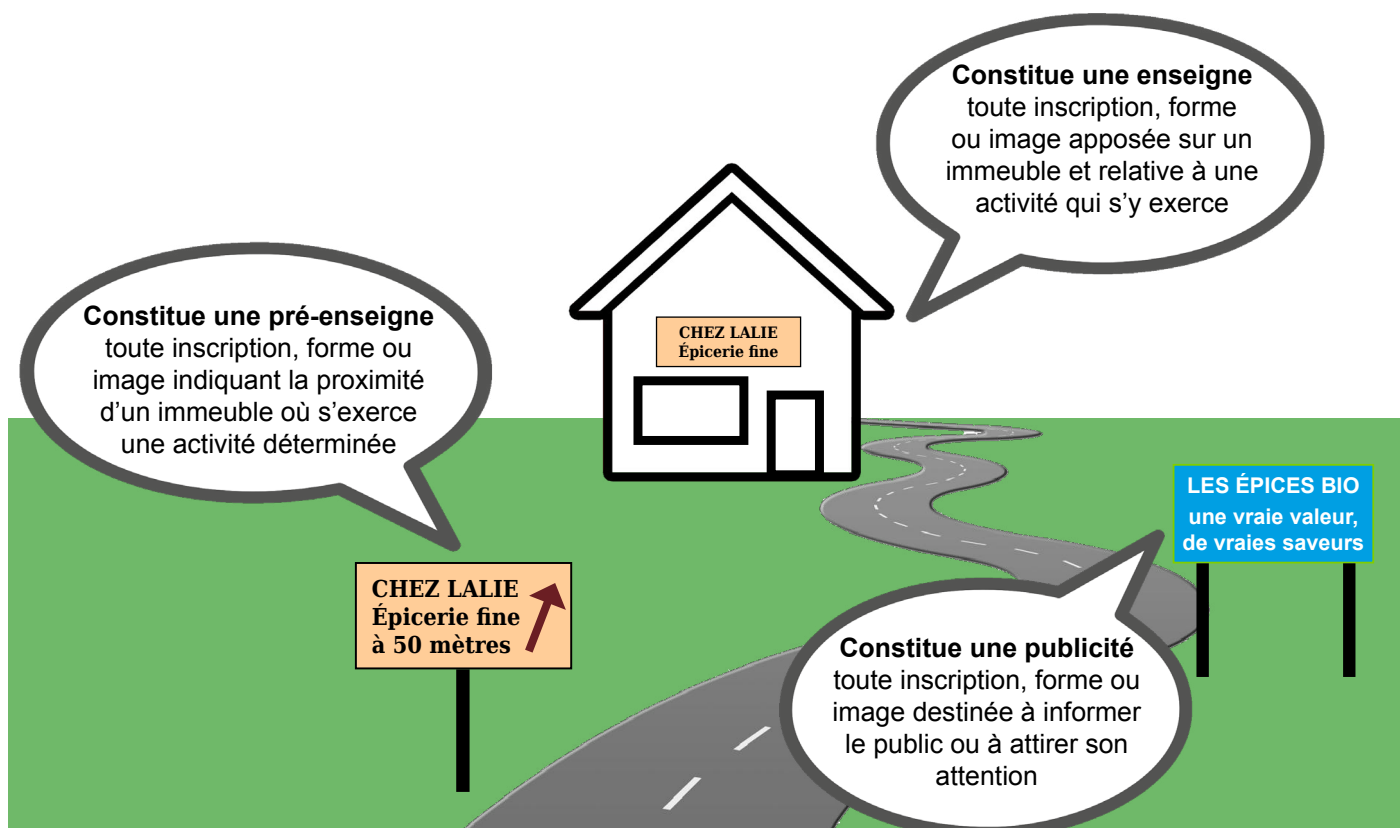 Constitue une enseigne
toute inscription, forme
ou image apposée sur un
immeuble et relative à une
activité qui s'y exerce
CHEZ LALIE
Épicerie fine
Constitue une pré-enseigne
toute inscription, forme ou
image indiquant la proximité
d’un immeuble où s’exerce
une activité déterminée
LES ÉPICES BIO
une vraie valeur,
de vraies saveurs
CHEZ LALIE
Épicerie fine
à 50 mètres
Constitue une publicité
toute inscription, forme ou
image destinée à informer
le public ou à attirer son
attention